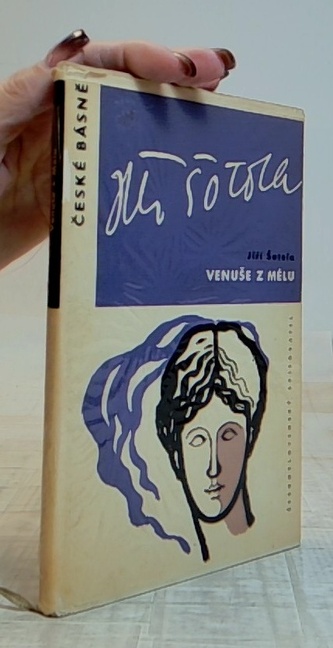 ČESKÉ BÁSNĚ
Jiří Šotola
Jiří Šotola
VENUŠE Z MÉLU